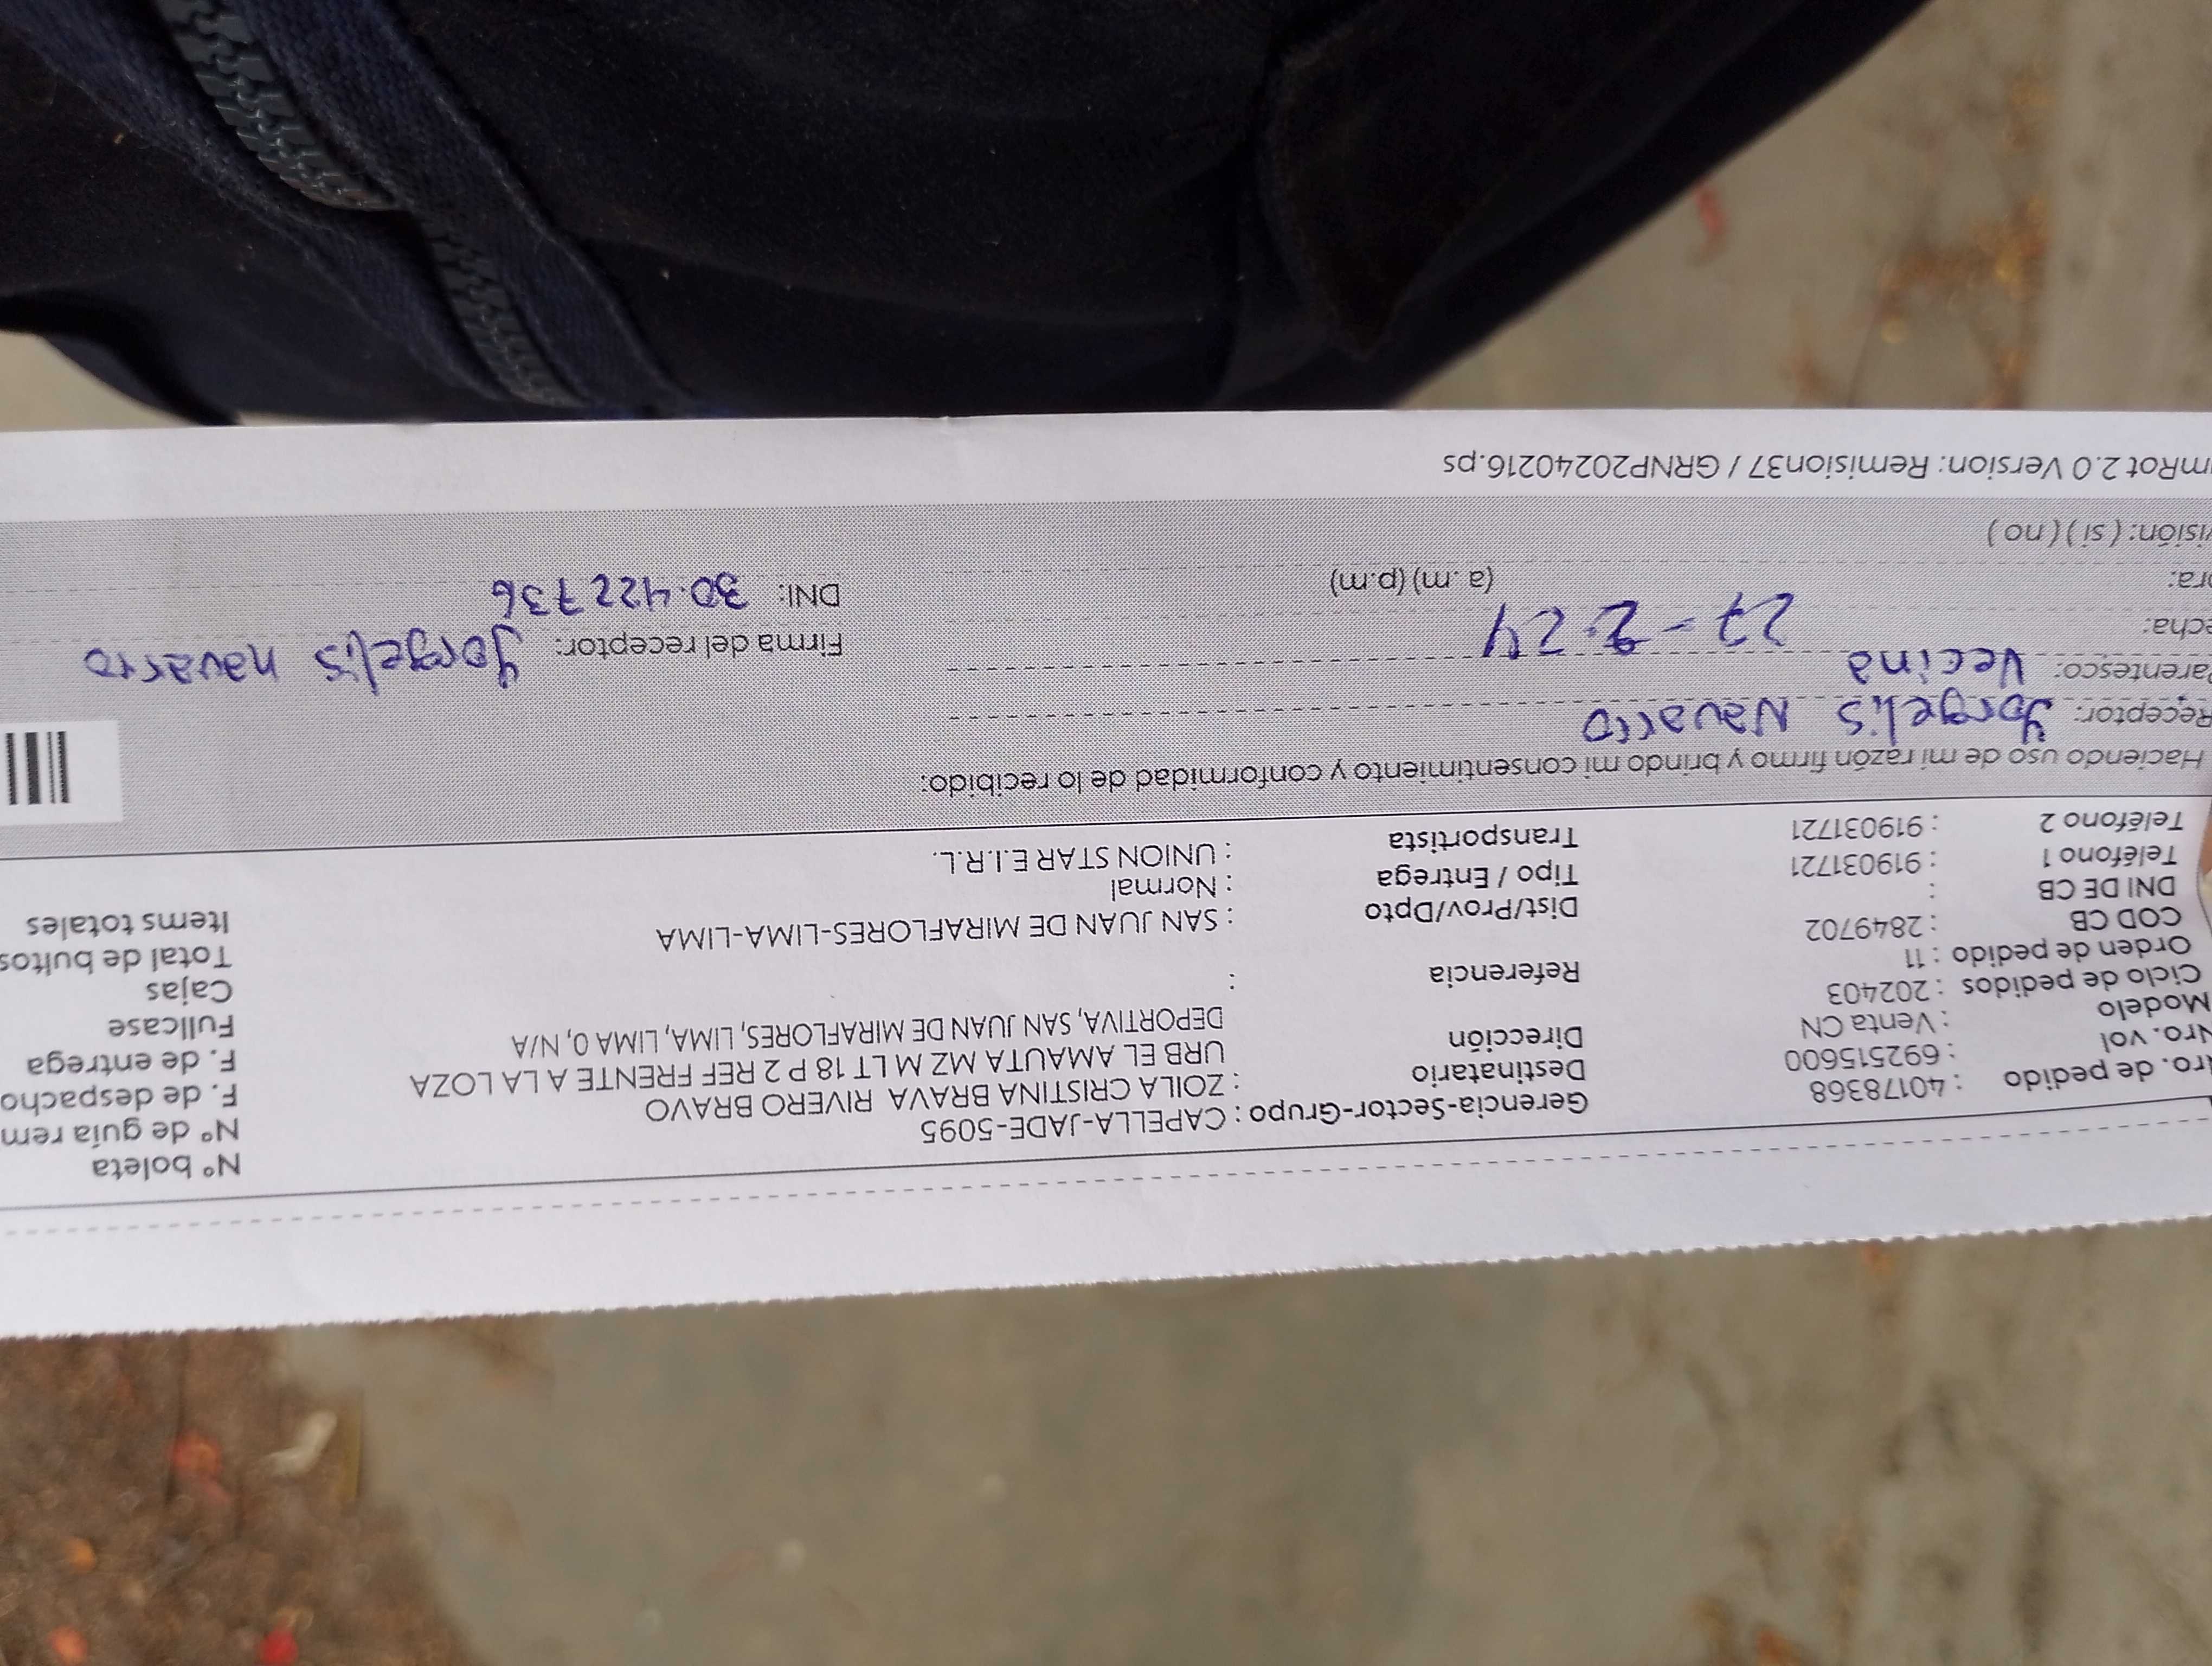 Nº boleta
Nro. de pedido : 40178368 Gerencia-Sector-Grupo : CAPELLA-JADE-5095 Nº de guía rem
Nro. vol : 692515600 Destinatario : ZOILA CRISTINA BRAVA RIVERO BRAVO F. de despacho
Modelo : Venta CN Dirección URB EL AMAUTA MZ M LT 18 P 2 REF FRENTE A LA LOZA F. de entrega
Ciclo de pedidos : 202403 DEPORTIVA, SAN JUAN DE MIRAFLORES, LIMA, LIMA 0, N/A Fullcase
Orden de pedido : 11 Referencia : Cajas
COD CB : 2849702 Dist/Prov/Dpto : SAN JUAN DE MIRAFLORES-LIMA-LIMA Total de bultos
DNI DE CB : Tipo / Entrega : Normal Items totales
Teléfono 1 : 919031721 Transportista : UNION STAR E.I.R.L.
Teléfono 2 : 919031721
Haciendo uso de mi razón firmo y brindo mi consentimiento y conformidad de lo recibido:
Receptor: Yorgelis Navarro
Parentesco: Vecina Firma del receptor: Yorgelis navarro
echa: 27-2-24
ora: (a.m) (p.m) DNI: 30.422736
visión: ( si ) ( no )
mRot 2.0 Version: Remision37 / GRNP20240216.ps